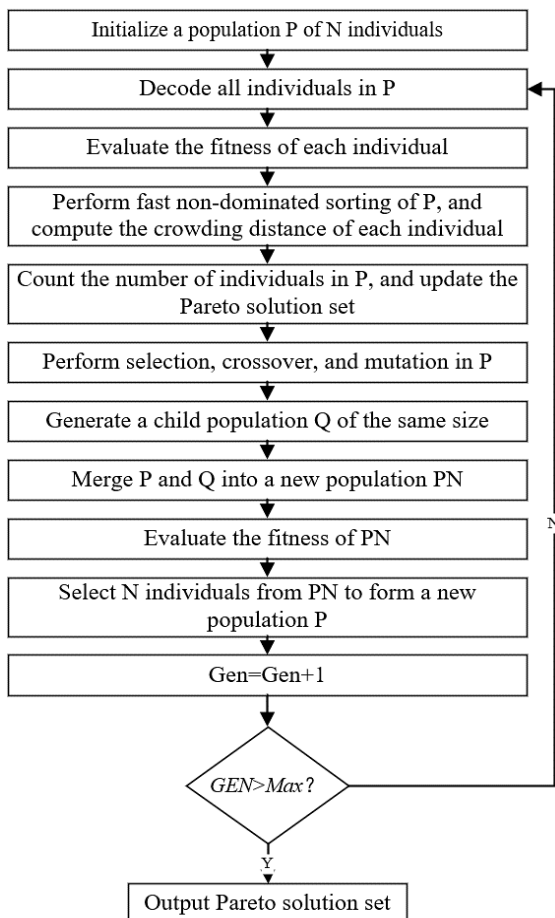 Initialize a population P of N individuals
Decode all individuals in P
Evaluate the fitness of each individual
Perform fast non-dominated sorting of P, and
compute the crowding distance of each individual
Count the number of individuals in P, and update the
Pareto solution set
Perform selection, crossover, and mutation in P
Generate a child population Q of the same size
Merge P and Q into a new population PN
Evaluate the fitness of PN
Select N individuals from PN to form a new
population P
Gen=Gen+1
GEN>Max?
N
Y
Output Pareto solution set